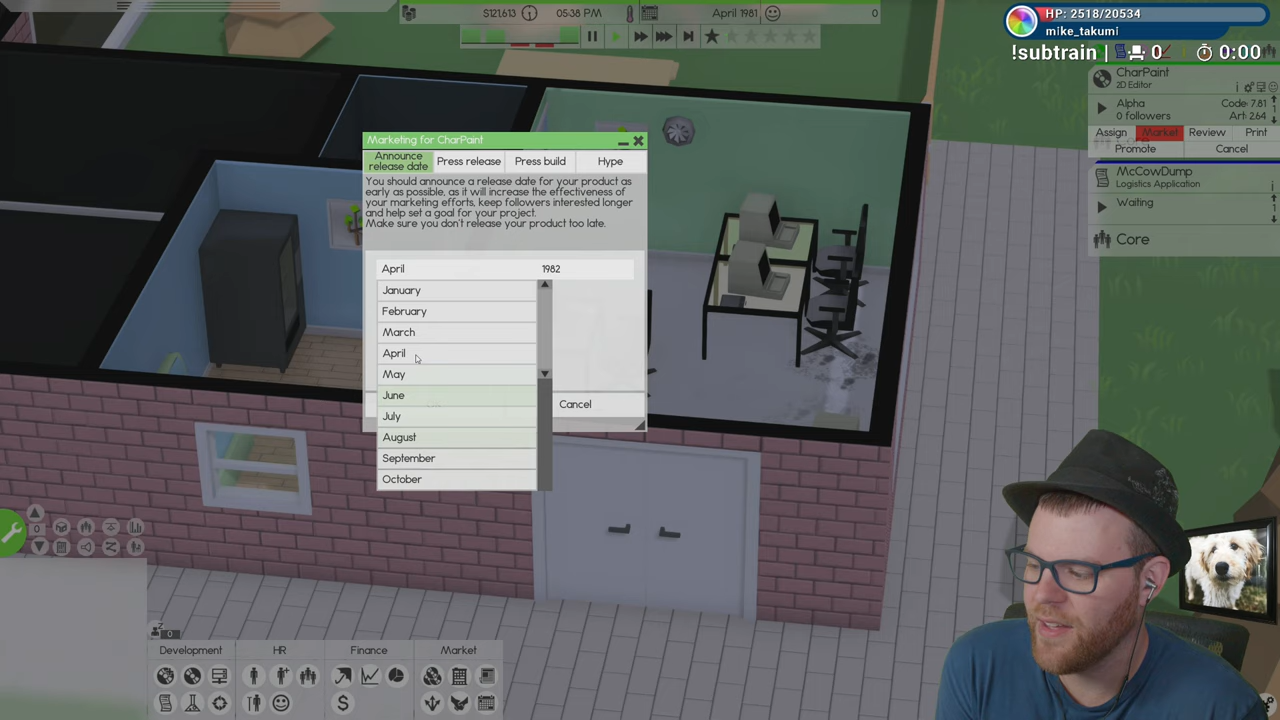 $121.613
05:38 PM
April 1981
0
HP: 2518/20534
mike_takumi
!subtrain |
0
0:00
CharPaint
2D Editor
Alpha
Code: 7.81
0 followers
Art: 2.64
Assign
Market
Review
Print
Promote
Cancel
McCowDump
Logistics Application
Waiting
Core
Marketing for CharPaint
Announce
release date
Press release
Press build
Hype
You should announce a release date for your product as
early as possible, as it will increase the effectiveness of
your marketing efforts, keep followers interested longer
and help set a goal for your project.
Make sure you don't release your product too late.
April
1982
January
February
March
April
May
June
July
August
September
October
Cancel
0
0
Development
HR
Finance
Market